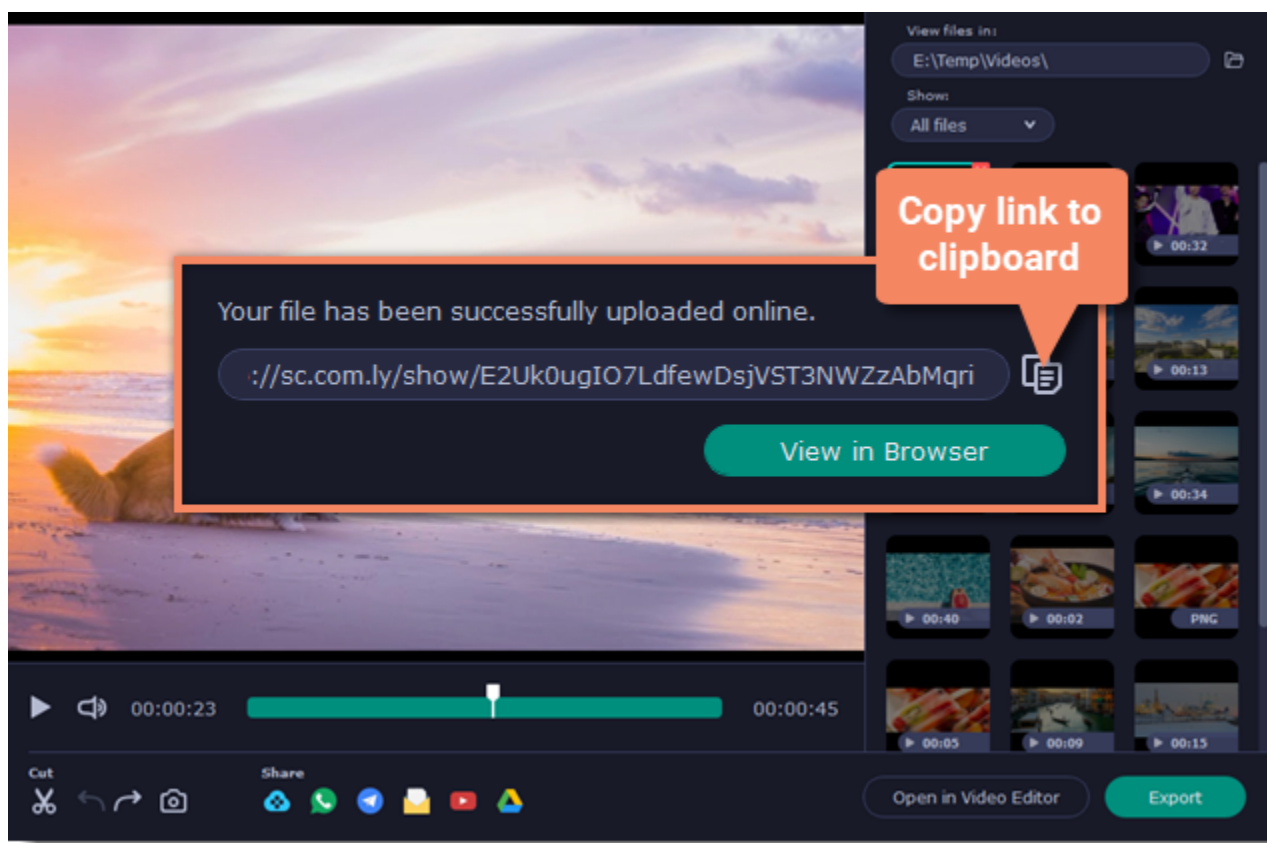 View files in:
E:\Temp\Videos\
Show:
All files
Copy link to
clipboard
00:32
Your file has been successfully uploaded online.
://sc.com.ly/show/E2Uk0ugIO7LdfewDsjVST3NWZzAbMqri
00:13
View in Browser
00:34
00:40
00:02
PNG
00:00:23
00:00:45
00:05
00:09
00:15
Cut
Share
Open in Video Editor
Export